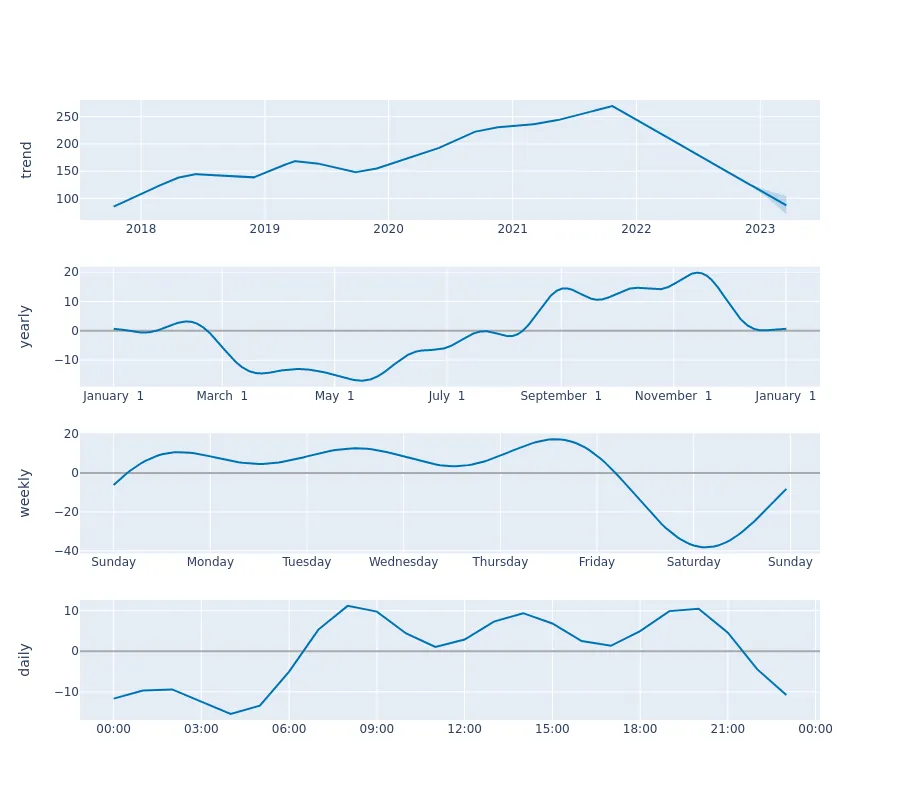 trend
250
200
150
100
2018 2019 2020 2021 2022 2023
yearly
20
10
0
−10
January 1 March 1 May 1 July 1 September 1 November 1 January 1
weekly
20
0
−20
−40
Sunday Monday Tuesday Wednesday Thursday Friday Saturday Sunday
daily
10
0
−10
00:00 03:00 06:00 09:00 12:00 15:00 18:00 21:00 00:00